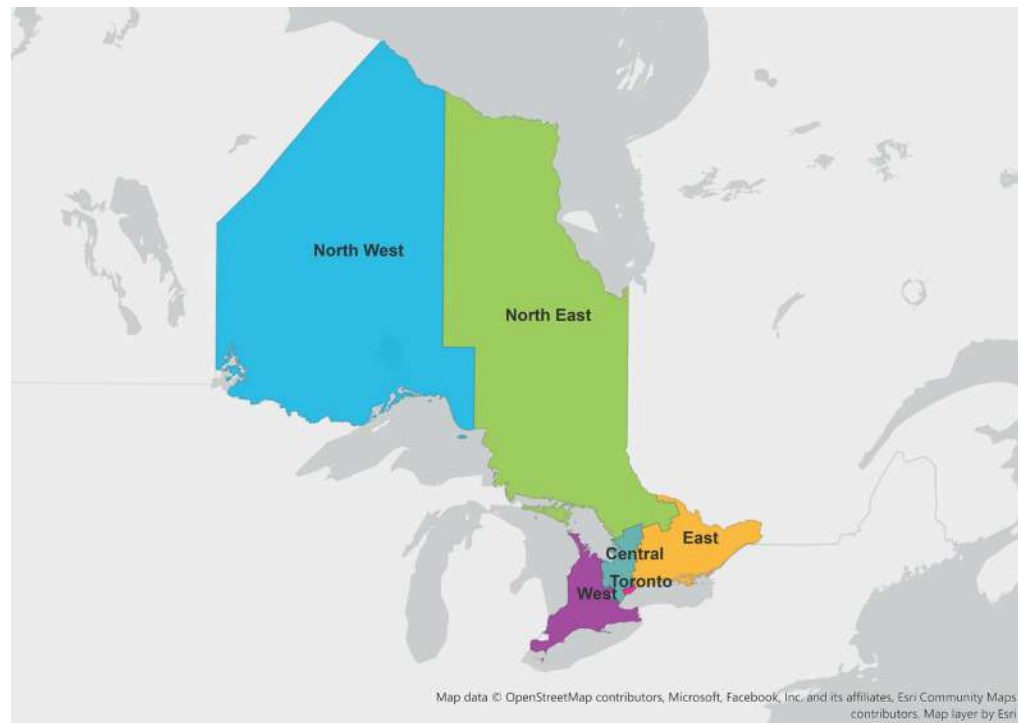 North West
North East
East
Central
Toronto
West
Map data © OpenStreetMap contributors, Microsoft, Facebook, Inc. and its affiliates, Esri Community Maps
contributors, Map layer by Esri